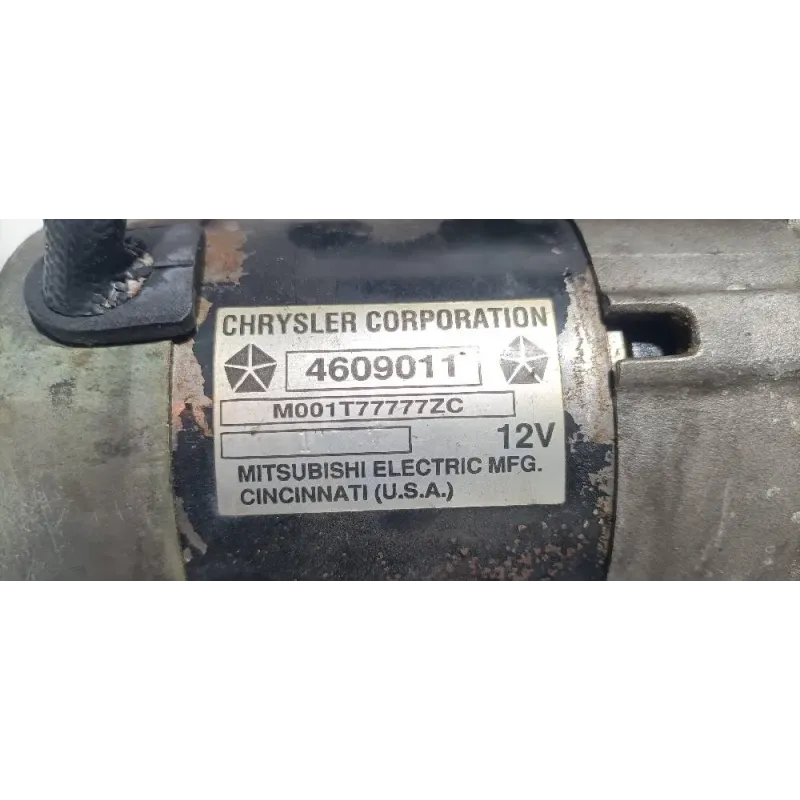 CHRYSLER CORPORATION
4609011
M001T77777ZC
12V
MITSUBISHI ELECTRIC MFG.
CINCINNATI (U.S.A.)